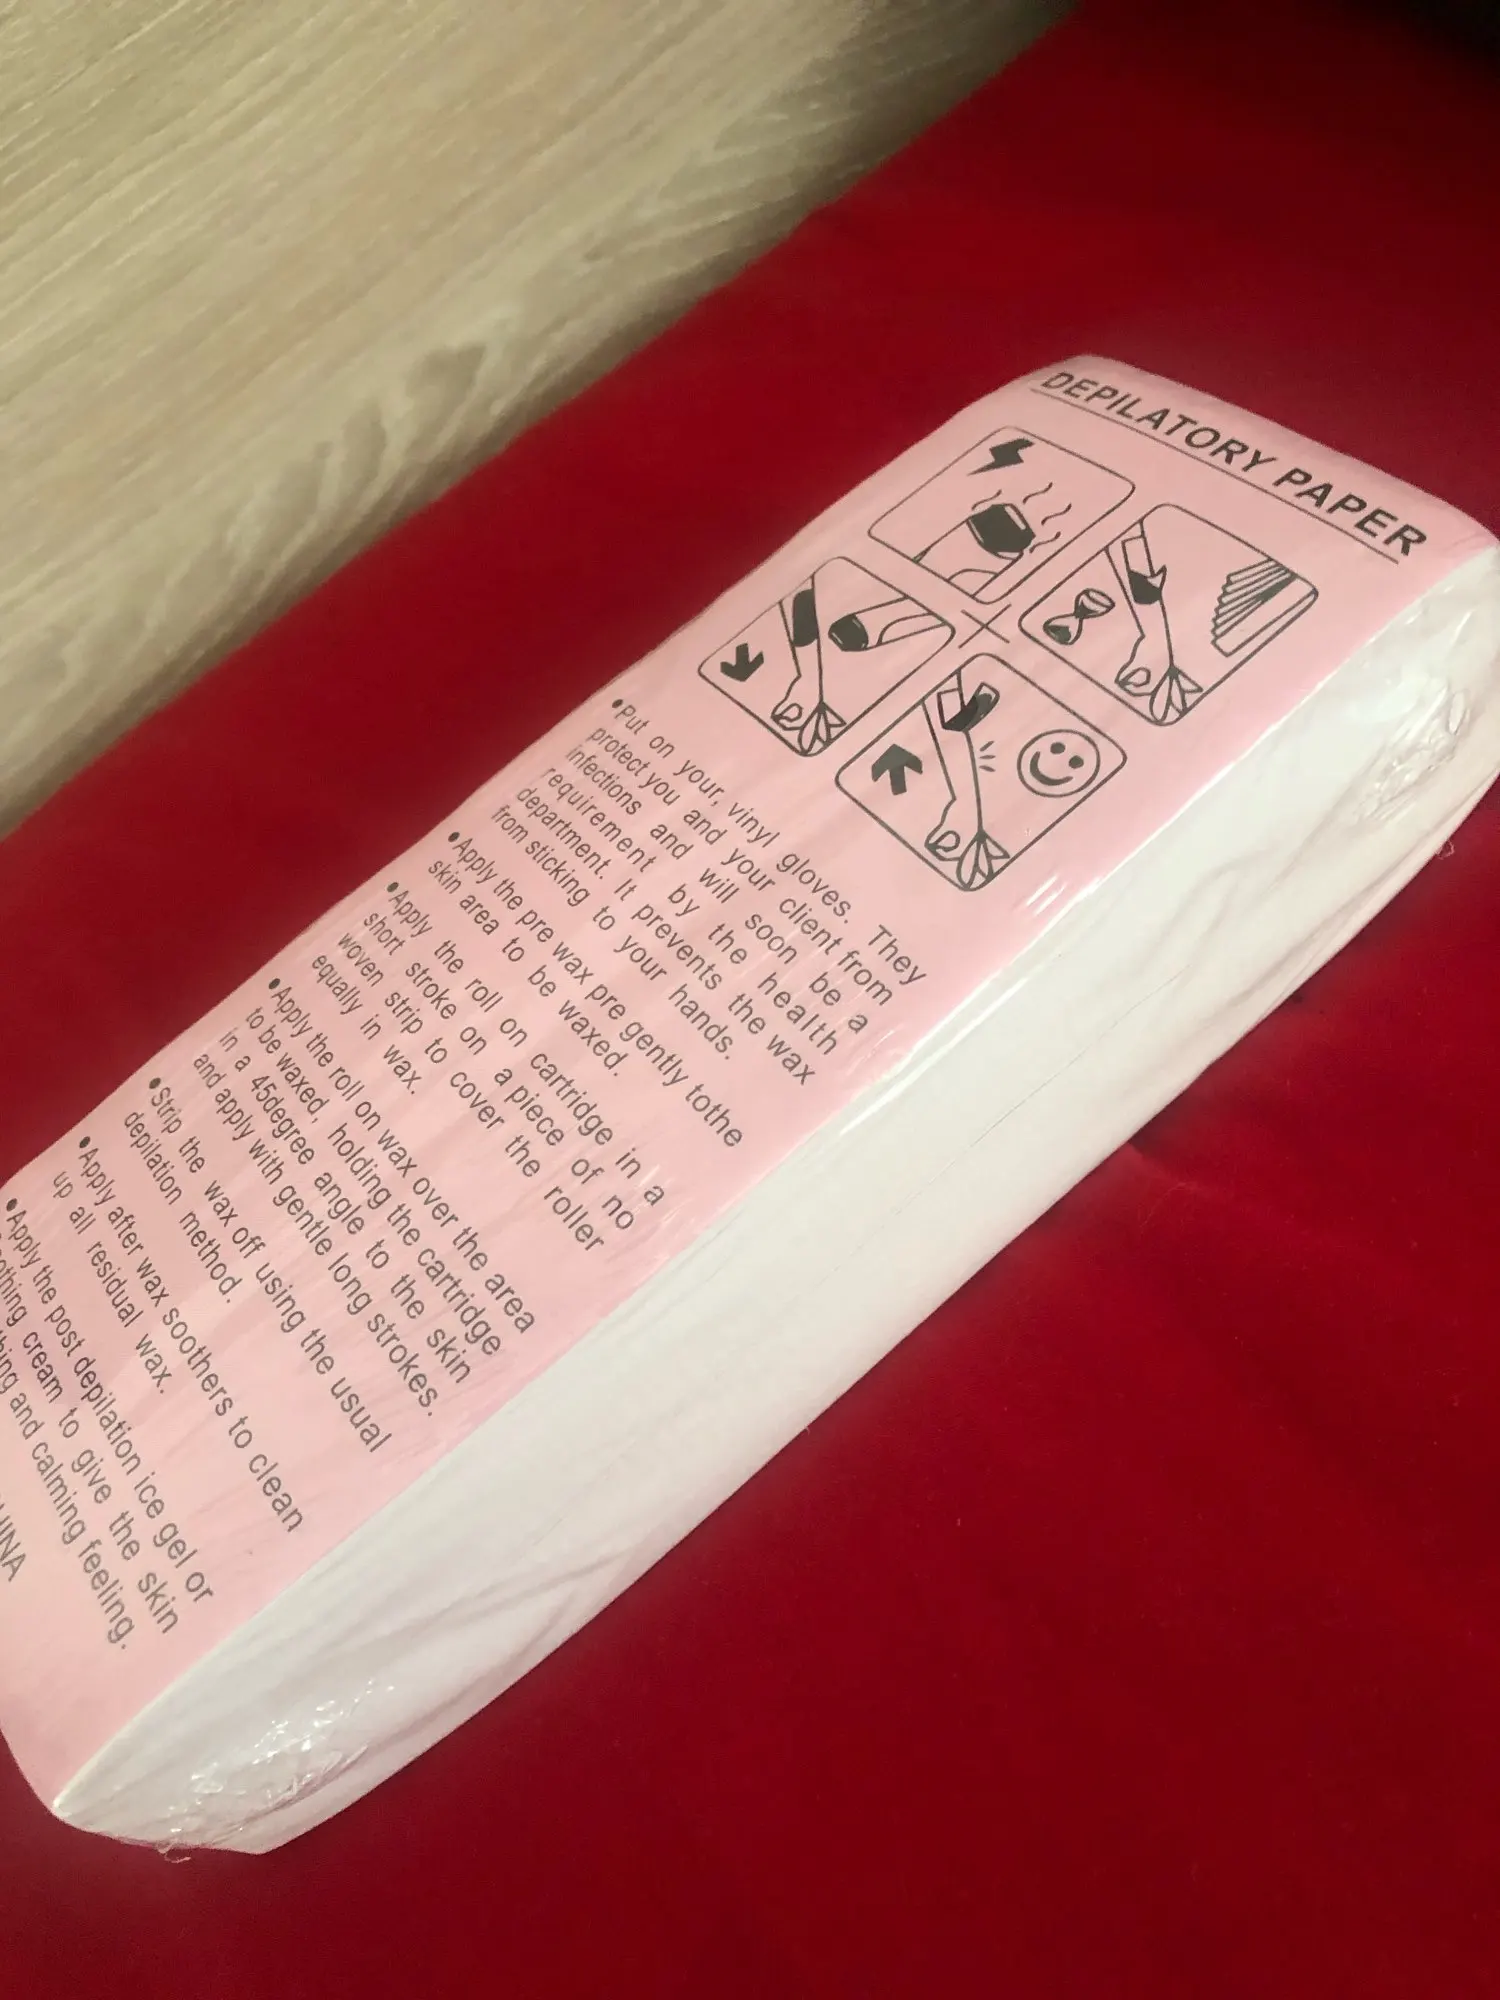 DEPILATORY PAPER
•Put on your, vinyl gloves. They
protect you and your client from
infections and will soon be a
requirement by the health
department. It prevents the wax
from sticking to your hands.
•Apply the pre wax pre gently tothe
skin area to be waxed.
•Apply the roll on cartridge in a
short stroke on a piece of no
woven strip to cover the roller
equally in wax.
•Apply the roll on wax over the area
to be waxed, holding the cartridge
in a 45degree angle to the skin
and apply with gentle long strokes.
•Strip the wax off using the usual
depilation method.
•Apply after wax soothers to clean
up all residual wax.
•Apply the post depilation ice gel or
cream to give the skin
and calming feeling.